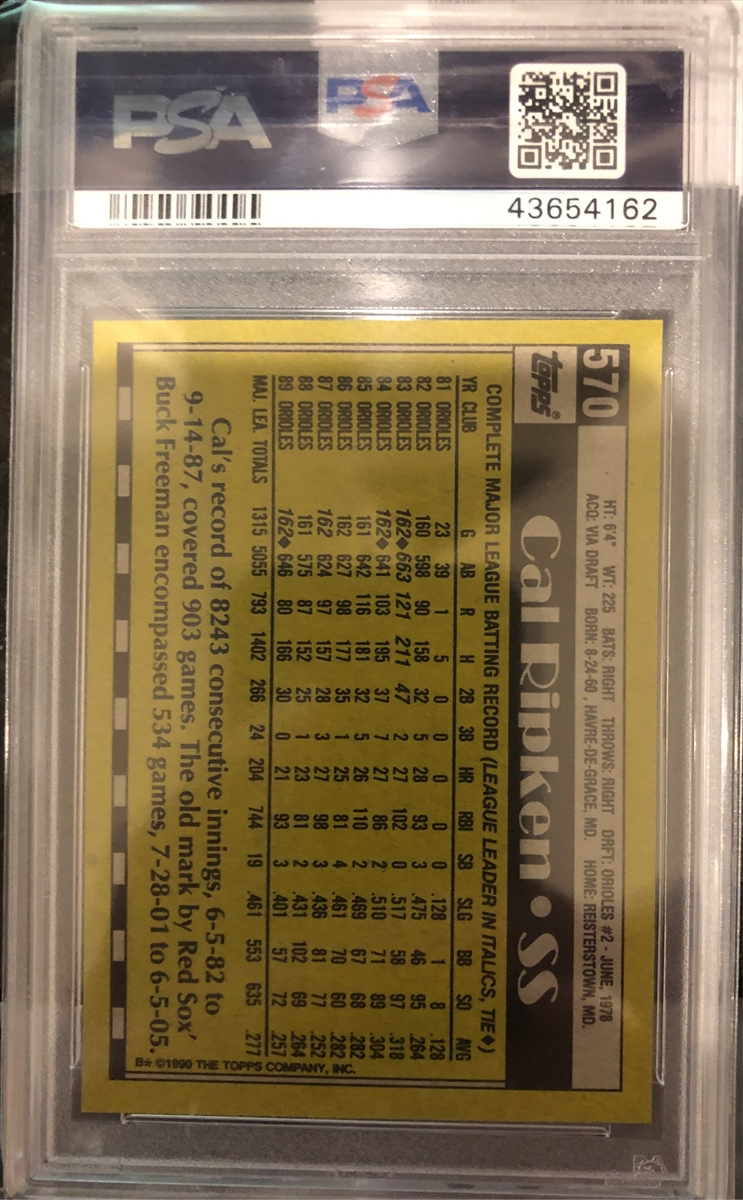 PSA
PSA
43654162
570
topps®
HT: 6'4" WT: 225 BATS: RIGHT THROWS: RIGHT DRFT: ORIOLES #2 - JUNE, 1978
ACQ: VIA DRAFT BORN: 8-24-60, HAVRE-DE-GRACE, MD. HOME: REISTERSTOWN, MD.
Cal Ripken • SS
COMPLETE MAJOR LEAGUE BATTING RECORD (LEAGUE LEADER IN ITALICS, TIE◆)
YR CLUB G AB R H 2B 3B HR RBI SB SLG BB SO AVG
81 ORIOLES 23 39 1 5 0 0 0 0 0 .128 1 8 .128
82 ORIOLES 160 598 90 158 32 5 28 93 3 .475 46 95 .264
83 ORIOLES 162◆ 663 121 211 47 2 27 102 0 .517 58 97 .318
84 ORIOLES 162◆ 641 103 195 37 7 27 86 2 .510 71 89 .304
85 ORIOLES 161 642 116 181 32 5 26 110 2 .469 67 68 .282
86 ORIOLES 162 627 98 177 35 1 25 81 4 .461 70 60 .282
87 ORIOLES 162 624 97 157 28 3 27 98 3 .436 81 77 .252
88 ORIOLES 161 575 87 152 25 1 23 81 2 .431 102 69 .264
89 ORIOLES 162◆ 646 80 166 30 0 21 93 3 .401 57 72 .257
MAJ. LEA. TOTALS 1315 5055 793 1402 266 24 204 744 19 .461 553 635 .277
Cal's record of 8243 consecutive innings, 6-5-82 to
9-14-87, covered 903 games. The old mark by Red Sox'
Buck Freeman encompassed 534 games, 7-28-01 to 6-5-05.
B* ©1990 THE TOPPS COMPANY, INC.